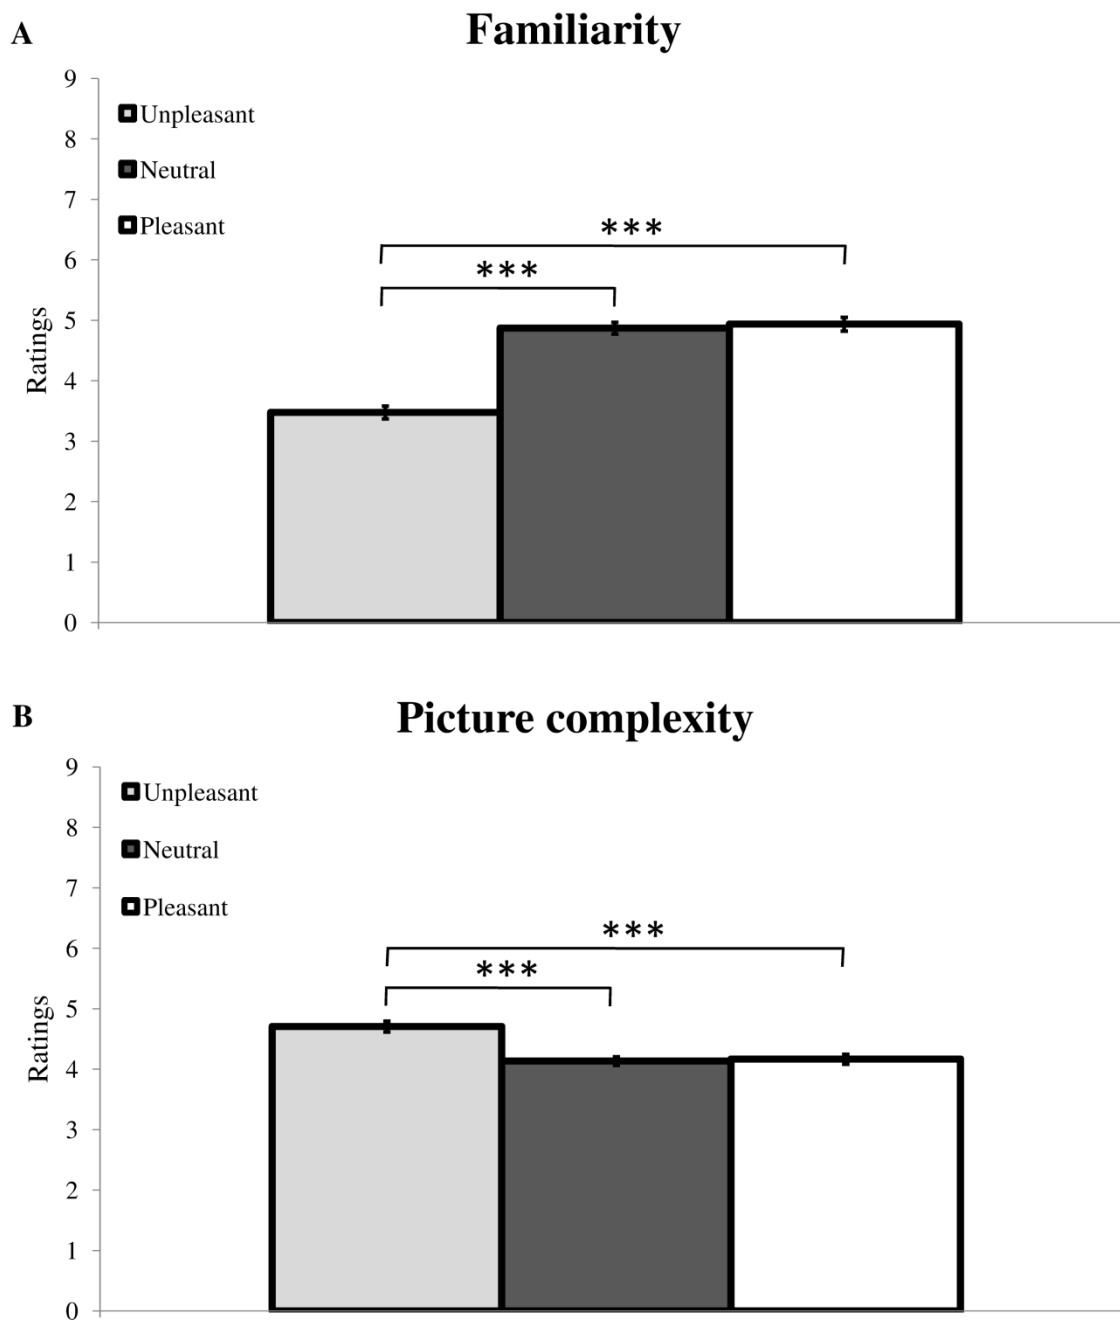 A
Familiarity
9
8
7
6
5
4
3
2
1
0
Ratings
Unpleasant
Neutral
Pleasant
***
***
B
Picture complexity
9
8
7
6
5
4
3
2
1
0
Ratings
Unpleasant
Neutral
Pleasant
***
***